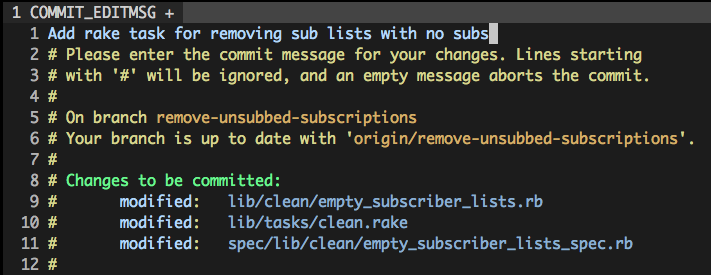 1 COMMIT_EDITMSG +
1 Add rake task for removing sub lists with no subs
2 # Please enter the commit message for your changes. Lines starting
3 # with '#' will be ignored, and an empty message aborts the commit.
4 #
5 # On branch remove-unsubbed-subscriptions
6 # Your branch is up to date with 'origin/remove-unsubbed-subscriptions'.
7 #
8 # Changes to be committed:
9 #       modified:   lib/clean/empty_subscriber_lists.rb
10 #       modified:   lib/tasks/clean.rake
11 #       modified:   spec/lib/clean/empty_subscriber_lists_spec.rb
12 #